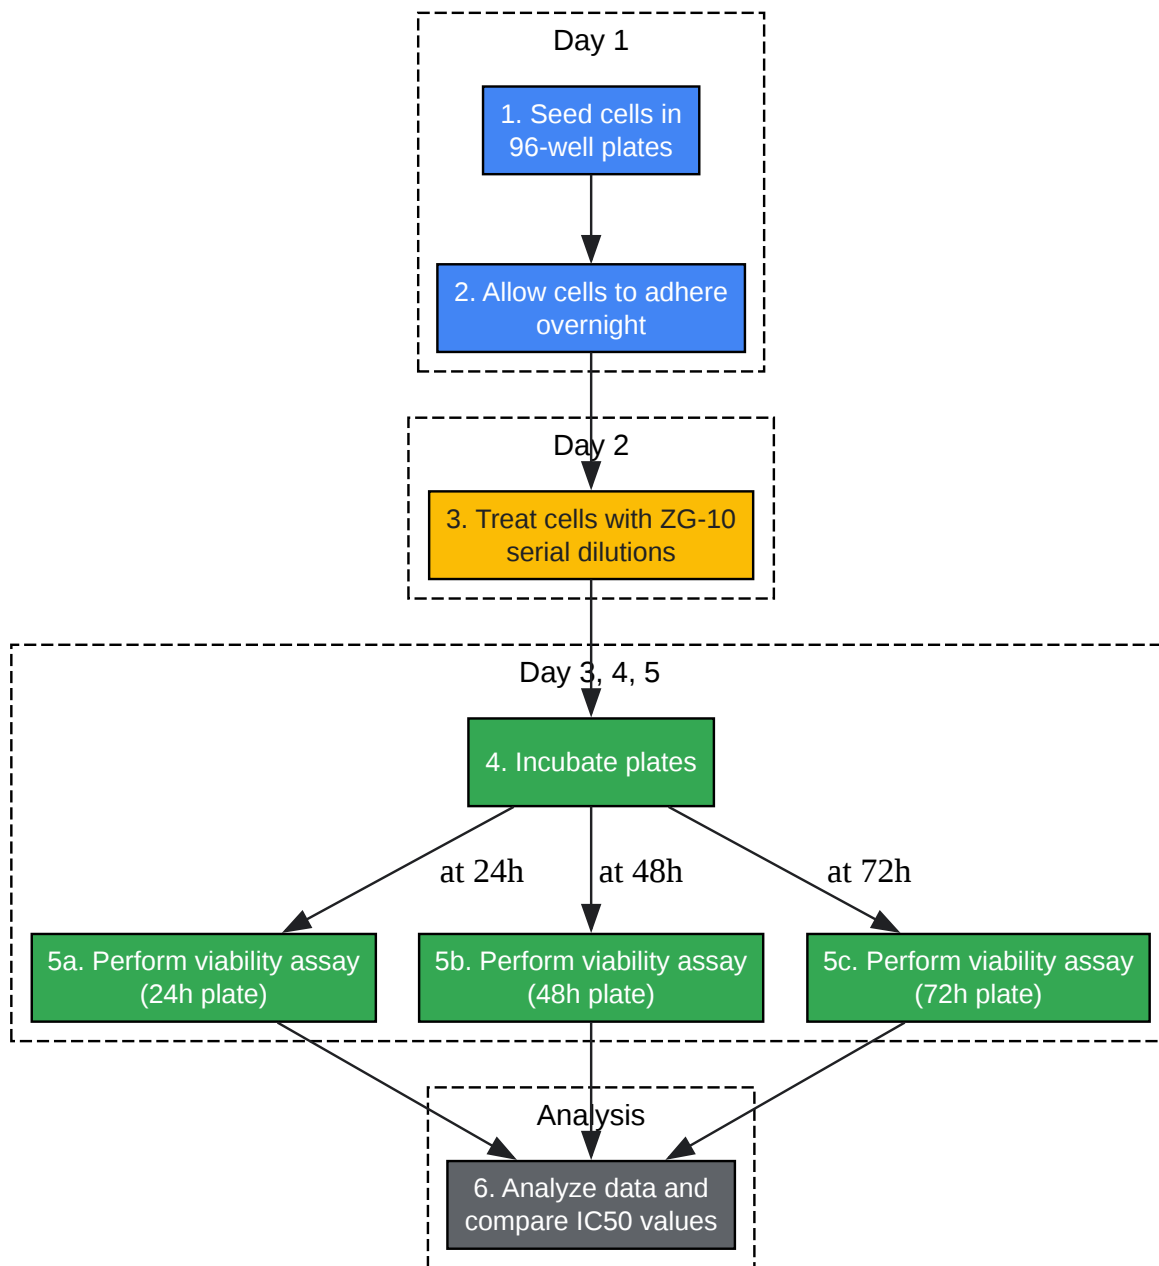 Day 1
1. Seed cells in
96-well plates
2. Allow cells to adhere
overnight
Day 2
3. Treat cells with ZG-10
serial dilutions
Day 3, 4, 5
4. Incubate plates
at 24h
at 48h
at 72h
5a. Perform viability assay
(24h plate)
5b. Perform viability assay
(48h plate)
5c. Perform viability assay
(72h plate)
Analysis
6. Analyze data and
compare IC50 values